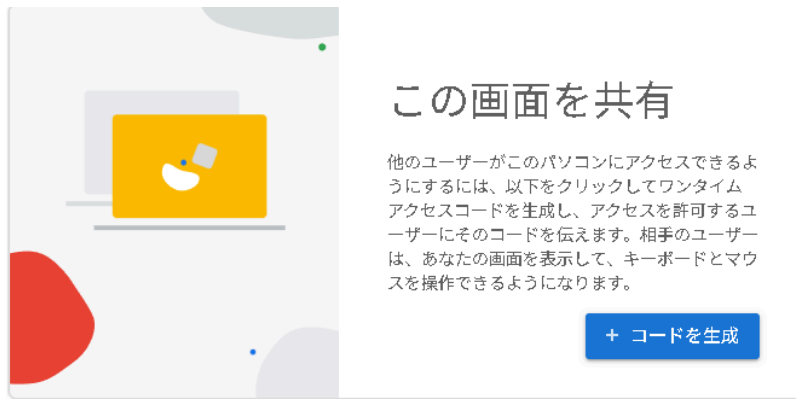 この画面を共有
他のユーザーがこのパソコンにアクセスできるよ
うにするには、以下をクリックしてワンタイム
アクセスコードを生成し、アクセスを許可するユ
ーザーにそのコードを伝えます。相手のユーザー
は、あなたの画面を表示して、キーボードとマウ
スを操作できるようになります。
+ コードを生成